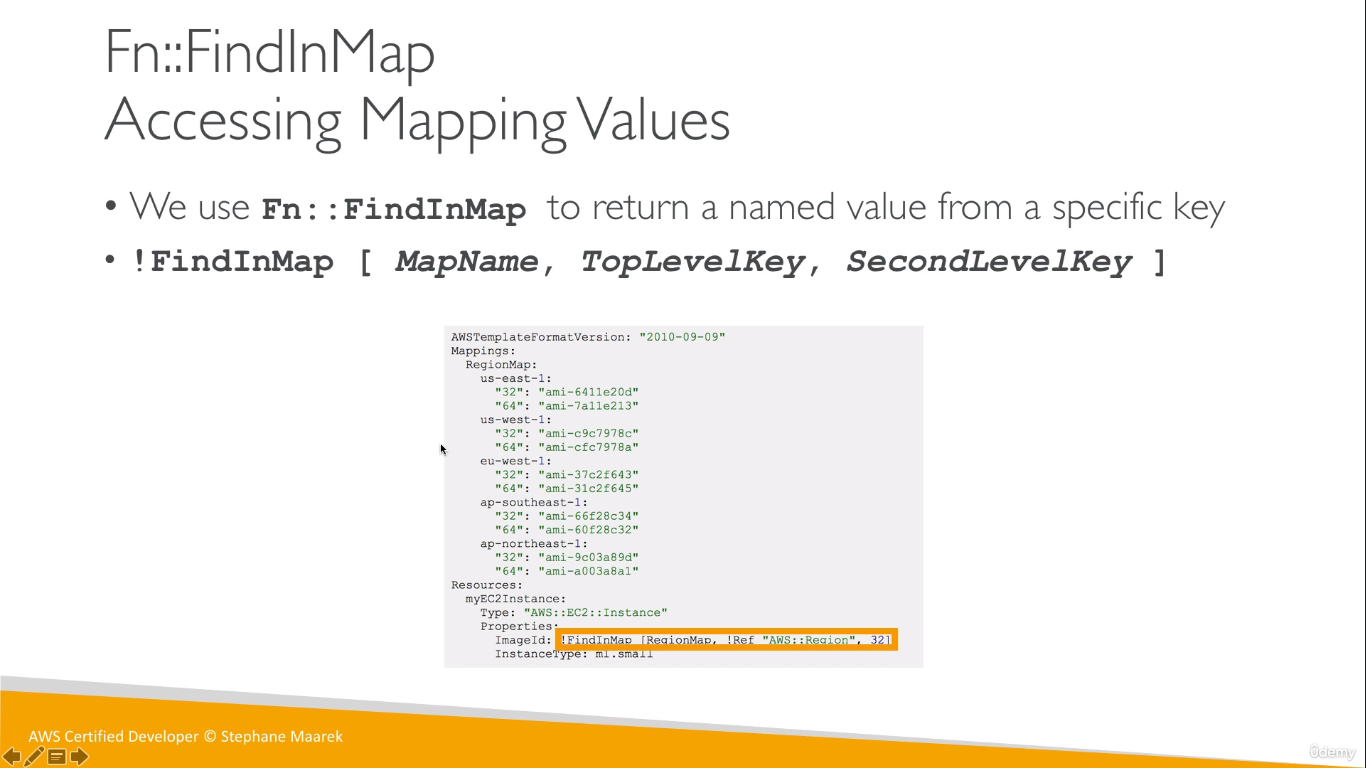 Fn::FindInMap
Accessing Mapping Values
• We use Fn::FindInMap to return a named value from a specific key
• !FindInMap [ MapName, TopLevelKey, SecondLevelKey ]
AWSTemplateFormatVersion: "2010-09-09"
Mappings:
  RegionMap:
    us-east-1:
      "32": "ami-6411e20d"
      "64": "ami-7a11e213"
    us-west-1:
      "32": "ami-c9c7978c"
      "64": "ami-cfc7978a"
    eu-west-1:
      "32": "ami-37c2f643"
      "64": "ami-31c2f645"
    ap-southeast-1:
      "32": "ami-66f28c34"
      "64": "ami-60f28c32"
    ap-northeast-1:
      "32": "ami-9c03a89d"
      "64": "ami-a003a8a1"
Resources:
  myEC2Instance:
    Type: "AWS::EC2::Instance"
    Properties:
      ImageId: !FindInMap [RegionMap, !Ref "AWS::Region", 32]
      InstanceType: m1.small
AWS Certified Developer © Stephane Maarek
ûdemy